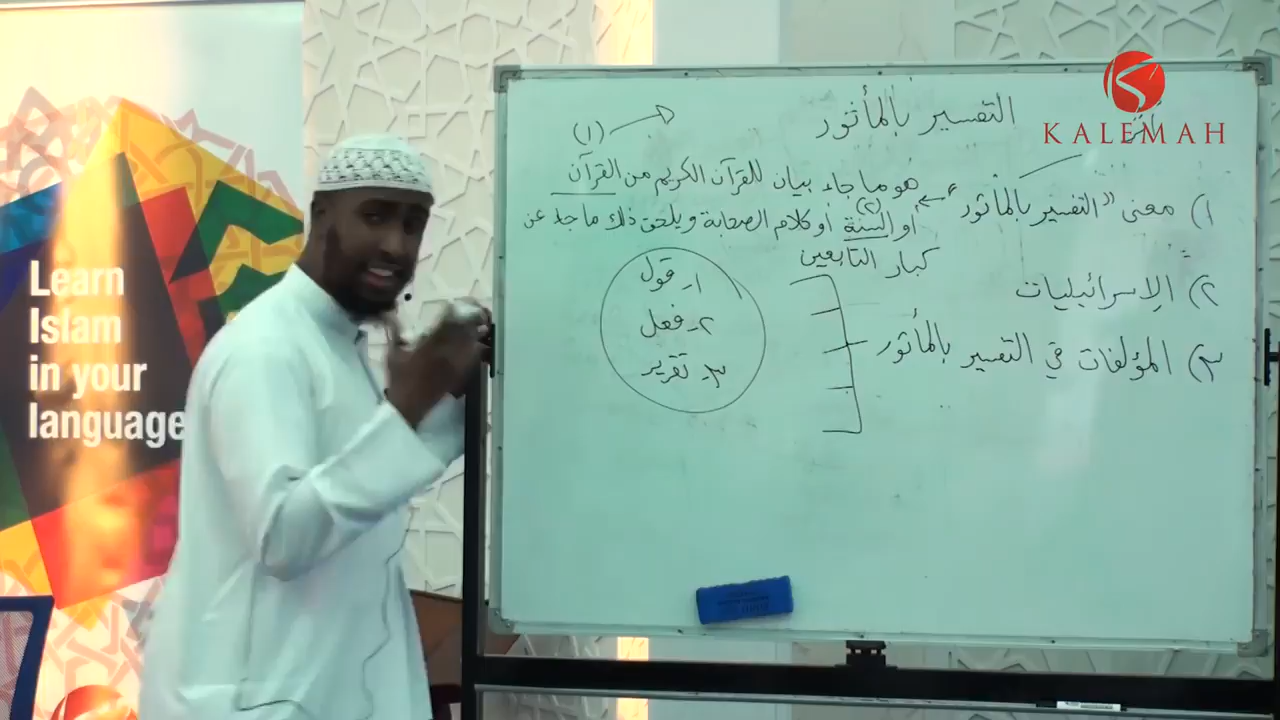 KALEMAH
التفسير بالمأثور
(١)
١) معنى "التفسير بالمأثور" هو ما جاء بيان للقرآن الكريم من القرآن
(٢)
أو السنة أو كلام الصحابة ويلحق ذلك ما جاء عن
كبار التابعين
٢) الإسرائيليات
٣) المؤلفات في التفسير بالمأثور
١- قول
٢- فعل
٣- تقرير
Learn
Islam
in your
language